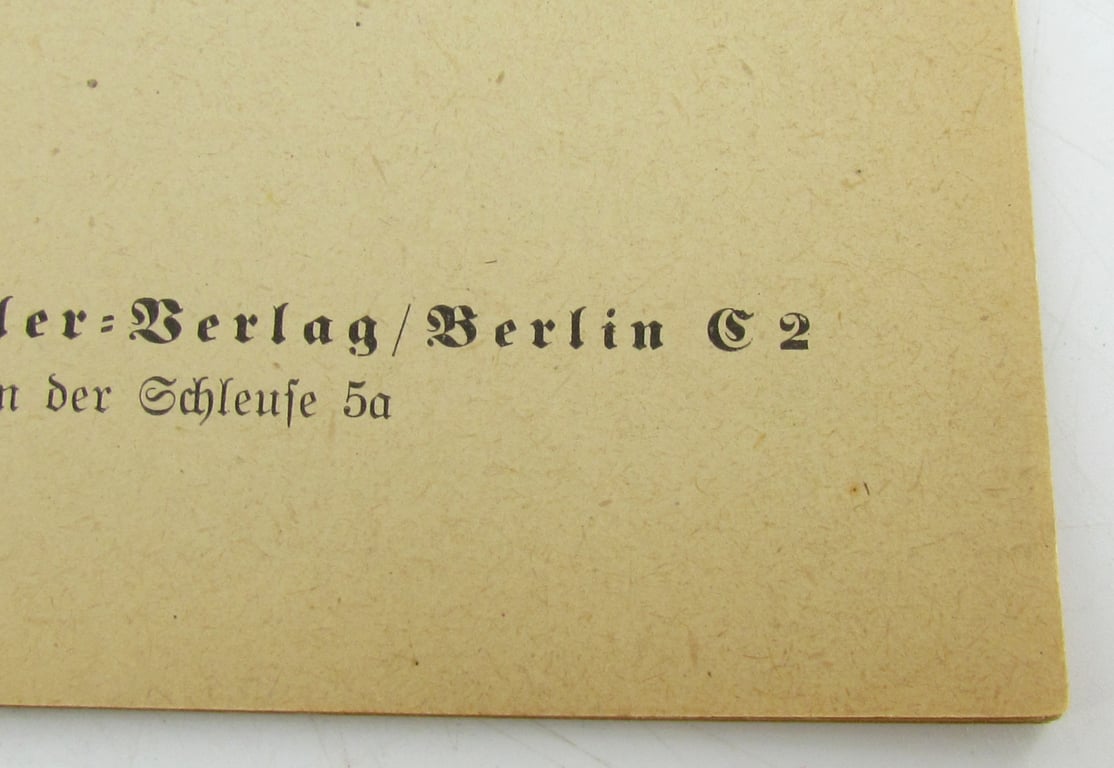 ler-Verlag/Berlin C 2
n der Schleuse 5a